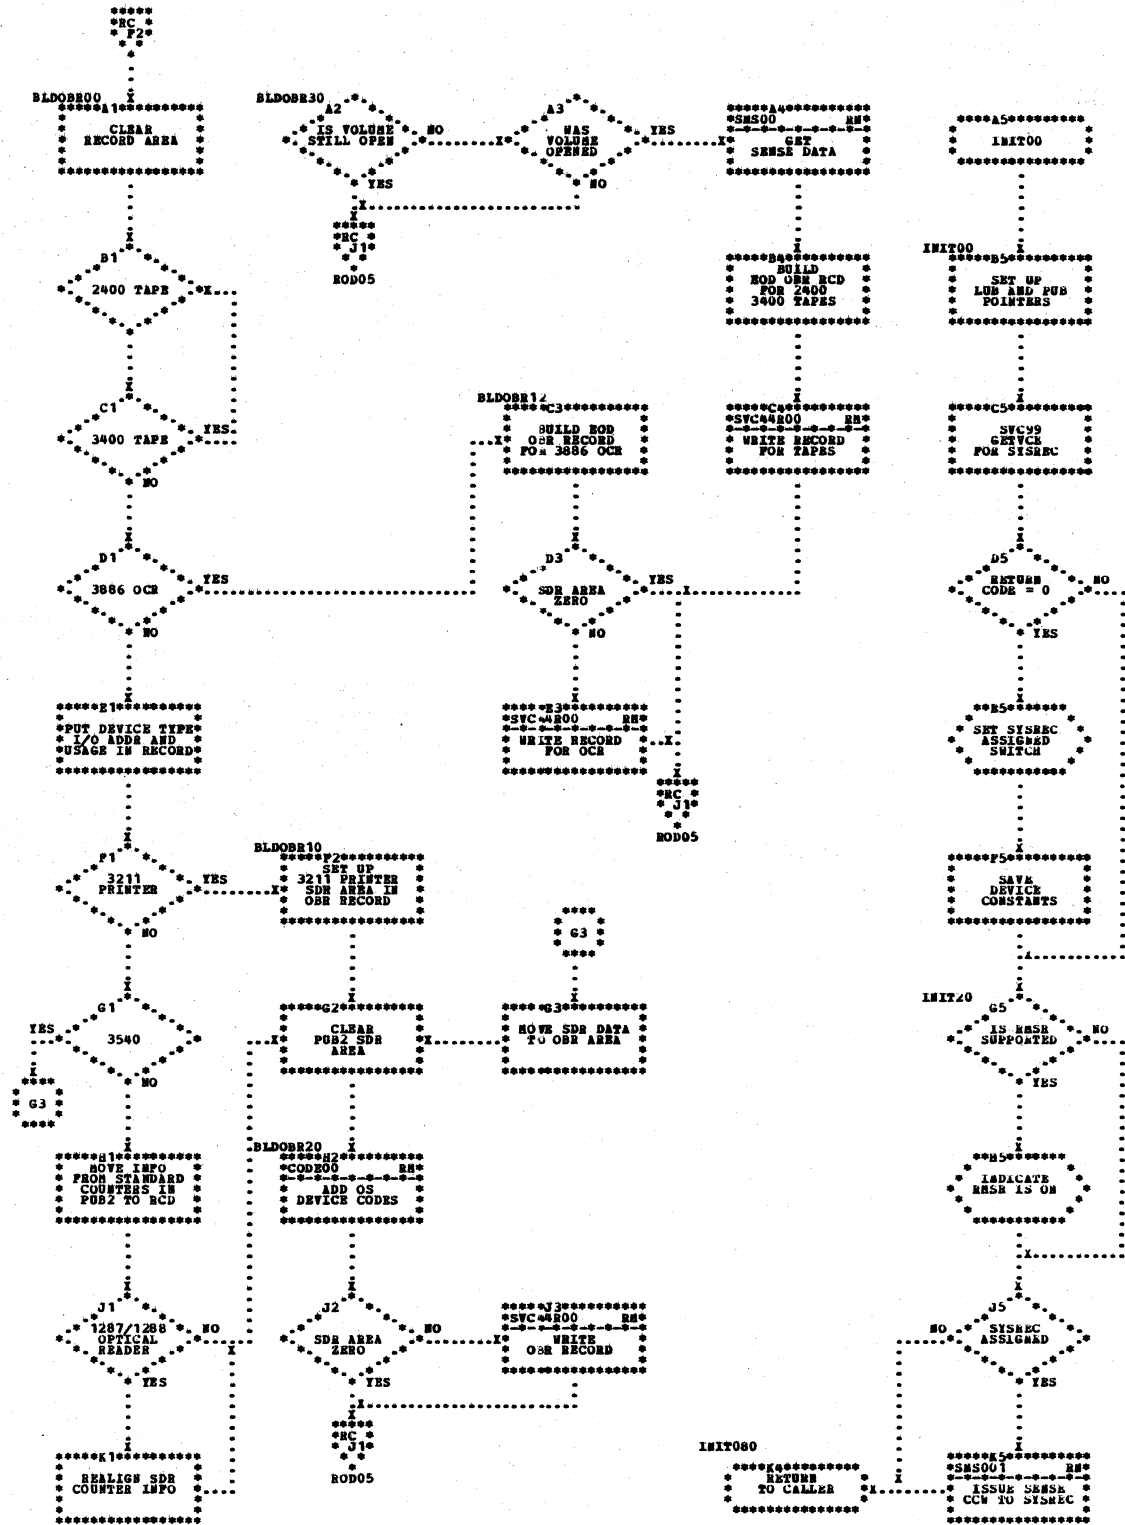 RC
F2
BLDOBR00
A1
CLEAR
RECORD AREA
B1
2400 TAPE
C1
3400 TAPE
YES
NO
D1
3886 OCR
YES
NO
E1
PUT DEVICE TYPE
I/O ADDR AND
USAGE IN RECORD
F1
3211
PRINTER
YES
NO
G1
3540
YES
NO
G3
H1
MOVE INFO
FROM STANDARD
COUNTERS IN
PUB2 TO RCD
J1
1287/1288
OPTICAL
READER
NO
YES
K1
REALIGN SDR
COUNTER INFO
BLDOBR30
A2
IS VOLUME
STILL OPEN
NO
YES
RC
J1
EOD05
BLDOBR10
F2
SET UP
3211 PRINTER
SDR AREA IN
OBR RECORD
G2
CLEAR
PUB2 SDR
AREA
BLDOBR20
H2
CODE00 RM
ADD OS
DEVICE CODES
J2
SDR AREA
ZERO
NO
YES
RC
J1
EOD05
A3
WAS
VOLUME
OPENED
YES
NO
BLDOBR12
C3
BUILD EOD
OBR RECORD
FOR 3886 OCR
D3
SDR AREA
ZERO
YES
NO
E3
SVC44R00 RM
WRITE RECORD
FOR OCR
RC
J1
EOD05
G3
G3
MOVE SDR DATA
TO OBR AREA
J3
SVC44R00 RM
WRITE
OBR RECORD
A4
SNS00 RM
GET
SENSE DATA
B4
BUILD
EOD OBR RCD
FOR 2400
3400 TAPES
C4
SVC44R00 RM
WRITE RECORD
FOR TAPES
INIT080
K4
RETURN
TO CALLER
A5
INIT00
INIT00
B5
SET UP
LUB AND PUB
POINTERS
C5
SVC99
GETVCE
FOR SYSREC
D5
RETURN
CODE = 0
NO
YES
E5
SET SYSREC
ASSIGNED
SWITCH
F5
SAVE
DEVICE
CONSTANTS
INIT20
G5
IS RMSR
SUPPORTED
NO
YES
H5
INDICATE
RMSR IS ON
J5
SYSREC
ASSIGNED
NO
YES
K5
SNS001 RM
ISSUE SENSE
CCW TO SYSREC